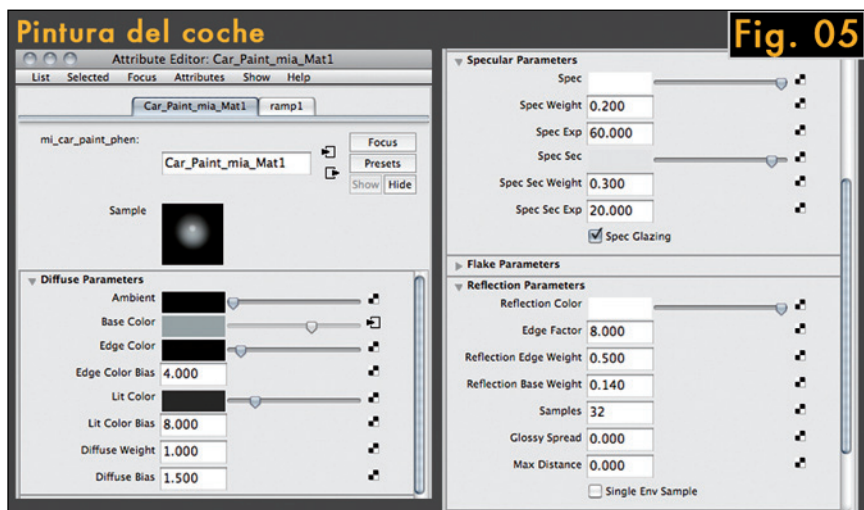 Pintura del coche
Fig. 05
Attribute Editor: Car_Paint_mia_Mat1
List Selected Focus Attributes Show Help
Car_Paint_mia_Mat1 ramp1
mi_car_paint_phen:
Car_Paint_mia_Mat1
Focus
Presets
Show Hide
Sample
Diffuse Parameters
Ambient
Base Color
Edge Color
Edge Color Bias 4.000
Lit Color
Lit Color Bias 8.000
Diffuse Weight 1.000
Diffuse Bias 1.500
Specular Parameters
Spec
Spec Weight 0.200
Spec Exp 60.000
Spec Sec
Spec Sec Weight 0.300
Spec Sec Exp 20.000
Spec Glazing
Flake Parameters
Reflection Parameters
Reflection Color
Edge Factor 8.000
Reflection Edge Weight 0.500
Reflection Base Weight 0.140
Samples 32
Glossy Spread 0.000
Max Distance 0.000
Single Env Sample